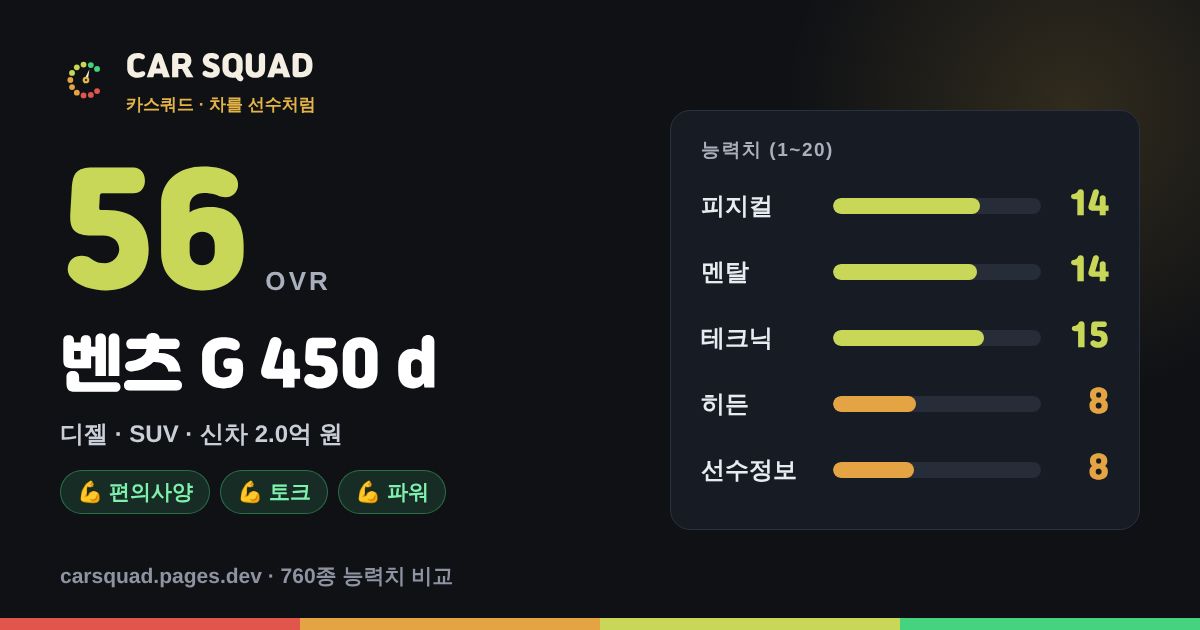 CAR SQUAD
카스쿼드 · 차를 선수처럼
56 OVR
벤츠 G 450 d
디젤 · SUV · 신차 2.0억 원
💪 편의사양 💪 토크 💪 파워
carsquad.pages.dev · 760종 능력치 비교
능력치 (1~20)
피지컬 14
멘탈 14
테크닉 15
히든 8
선수정보 8